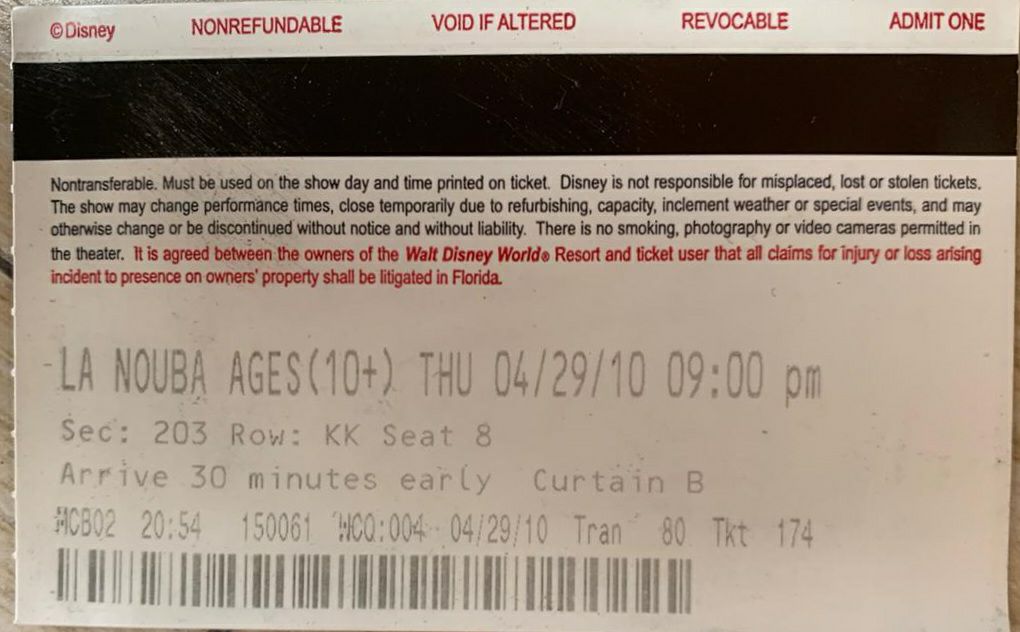 ©Disney NONREFUNDABLE VOID IF ALTERED REVOCABLE ADMIT ONE
Nontransferable. Must be used on the show day and time printed on ticket. Disney is not responsible for misplaced, lost or stolen tickets.
The show may change performance times, close temporarily due to refurbishing, capacity, inclement weather or special events, and may
otherwise change or be discontinued without notice and without liability. There is no smoking, photography or video cameras permitted in
the theater. It is agreed between the owners of the Walt Disney World® Resort and ticket user that all claims for injury or loss arising
incident to presence on owners' property shall be litigated in Florida.
LA NOUBA AGES(10+) THU 04/29/10 09:00 pm
Sec: 203 Row: KK Seat 8
Arrive 30 minutes early Curtain B
MCB02 20:54 150061 WCQ:004 04/29/10 Tran 80 Tkt 174